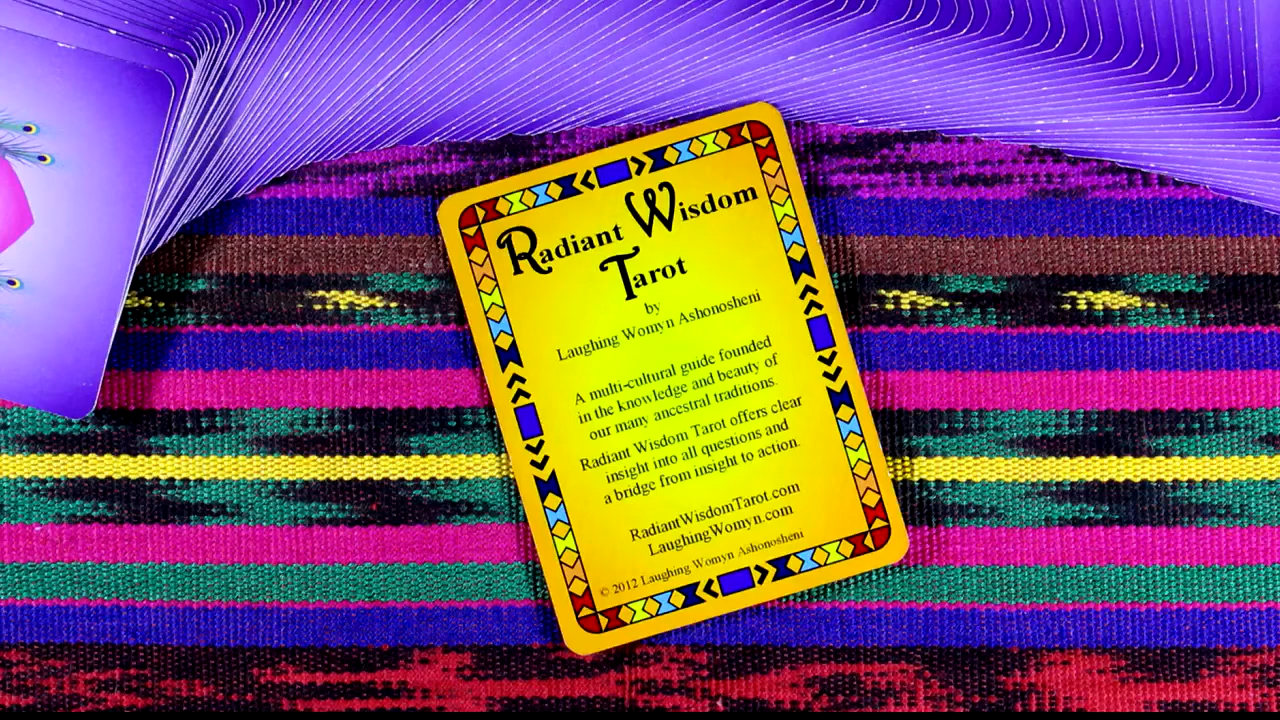 Radiant Wisdom
Tarot
by
Laughing Womyn Ashonosheni
A multi-cultural guide founded
in the knowledge and beauty of
our many ancestral traditions.
Radiant Wisdom Tarot offers clear
insight into all questions and
a bridge from insight to action.
RadiantWisdomTarot.com
LaughingWomyn.com
© 2012 Laughing Womyn Ashonosheni